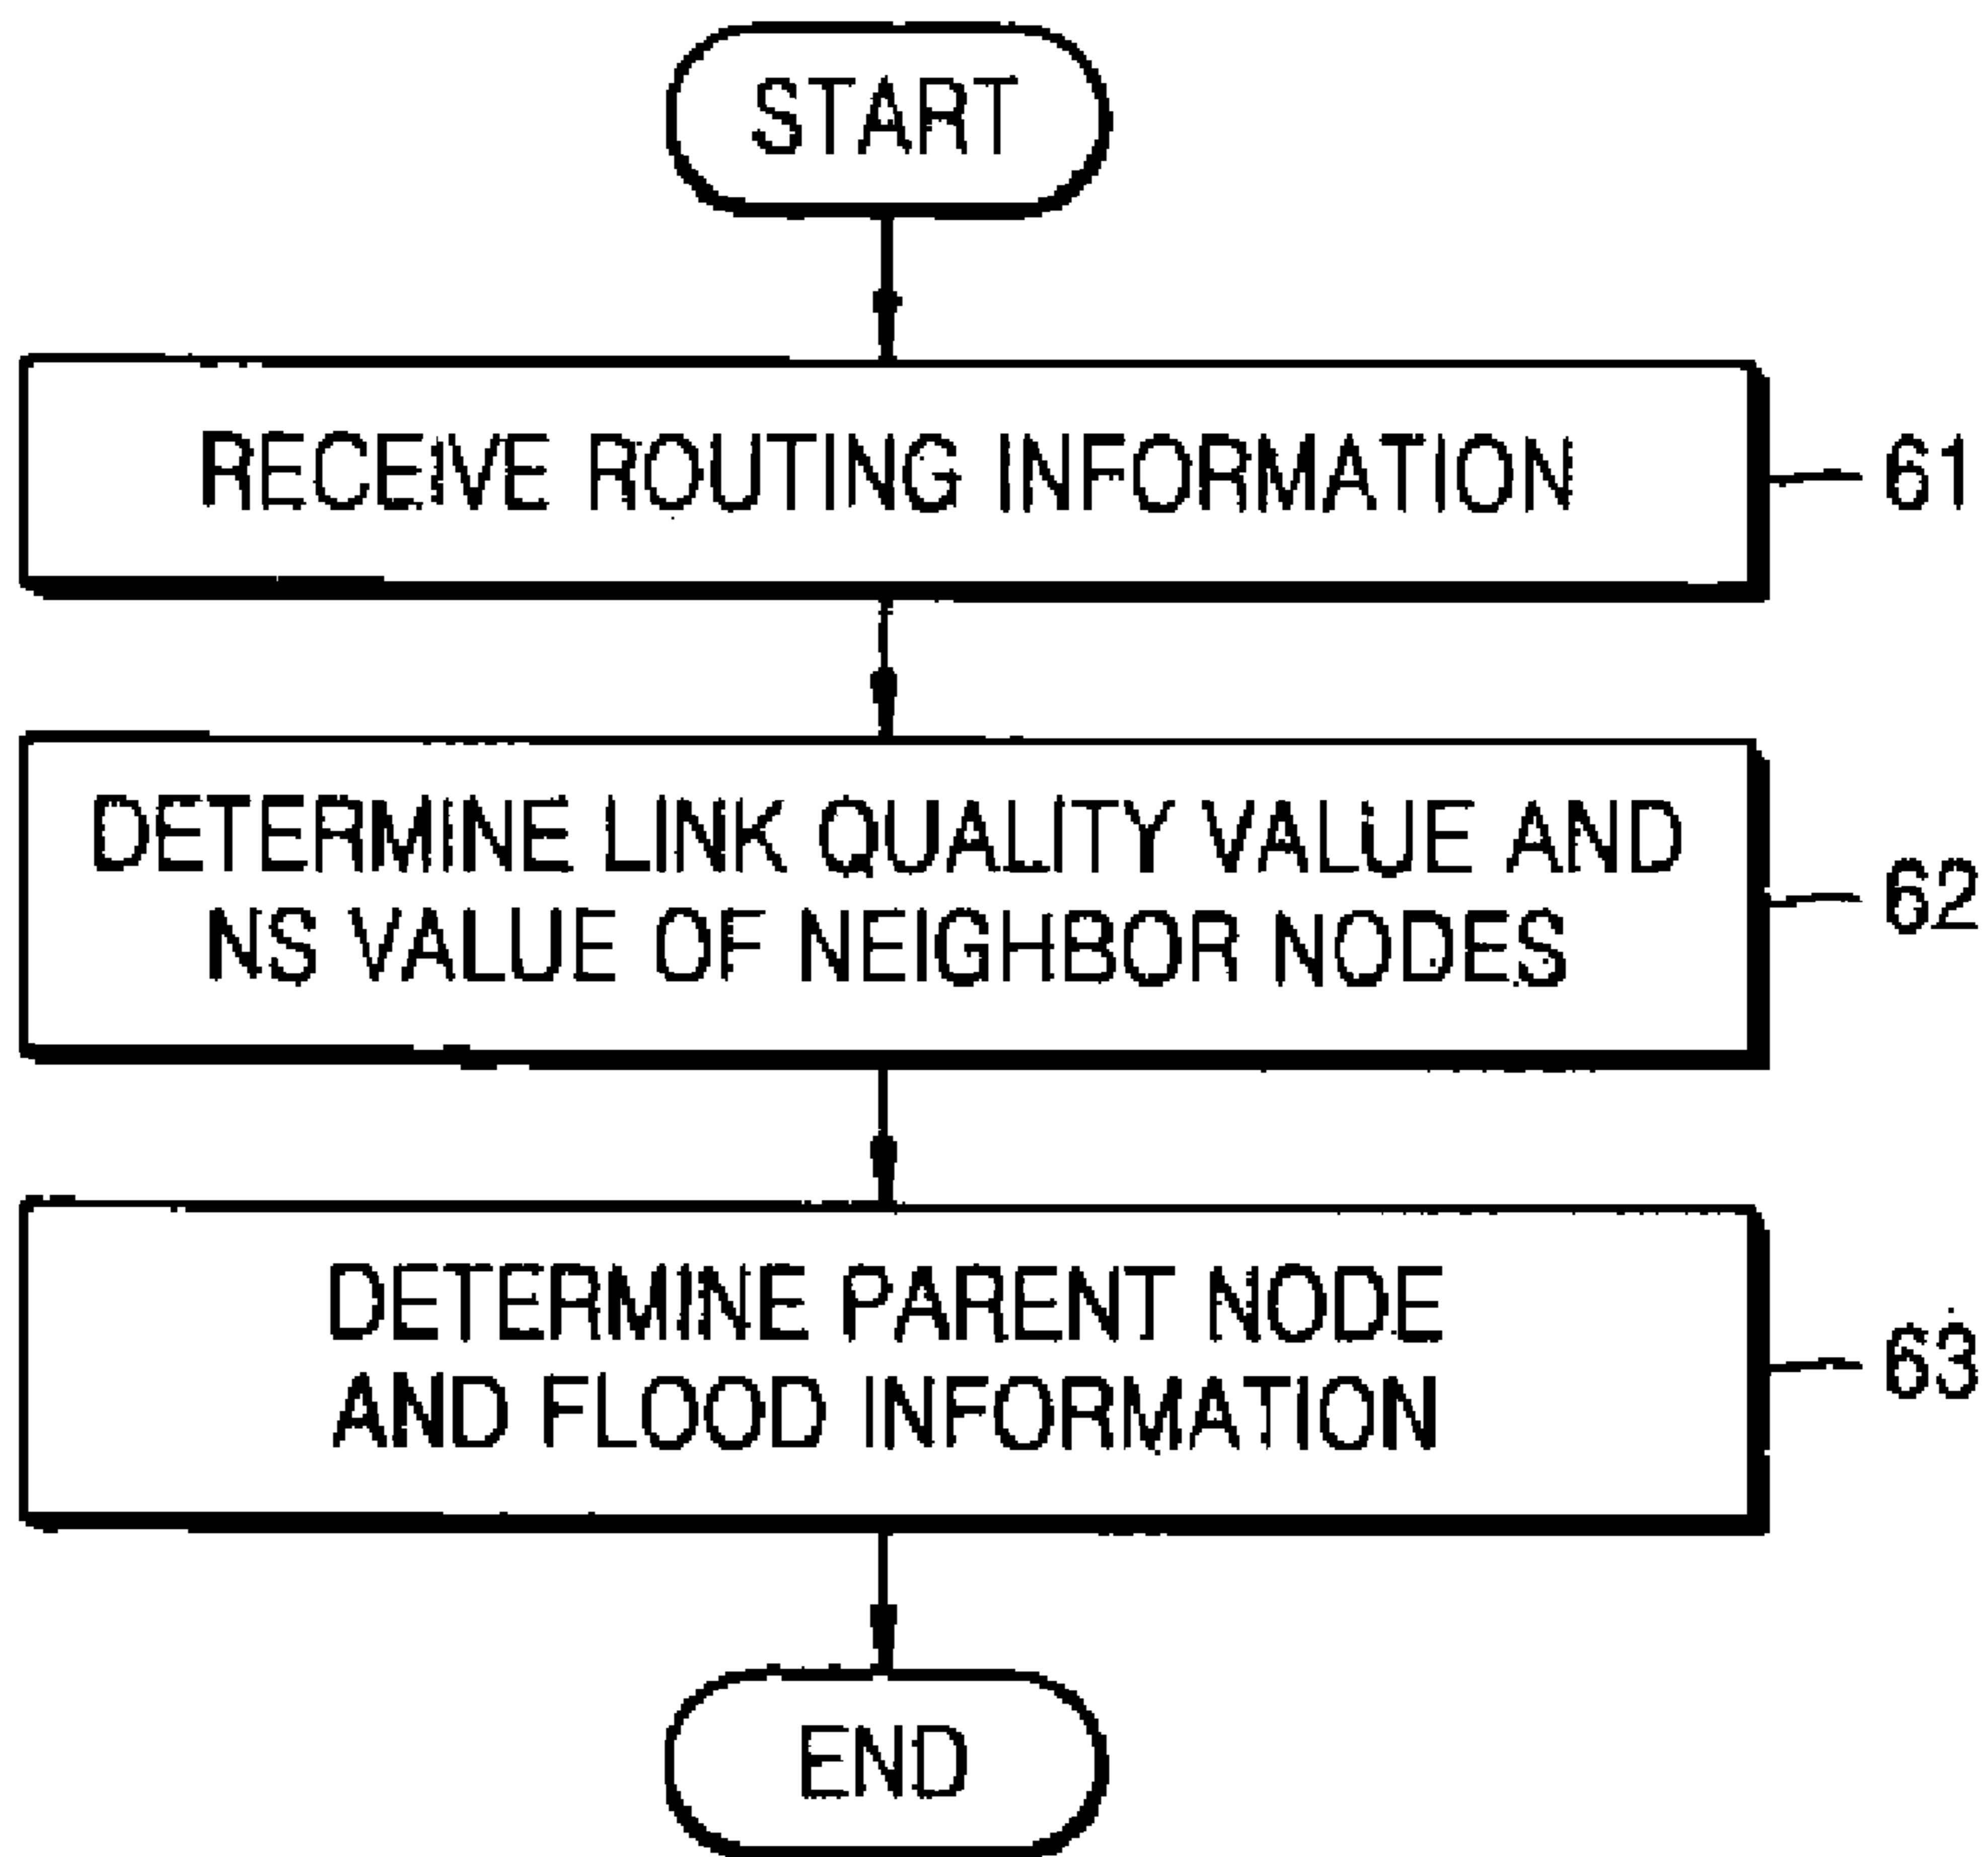 START
RECEIVE ROUTING INFORMATION
61
DETERMINE LINK QUALITY VALUE AND
NS VALUE OF NEIGHBOR NODES
62
DETERMINE PARENT NODE
AND FLOOD INFORMATION
63
END